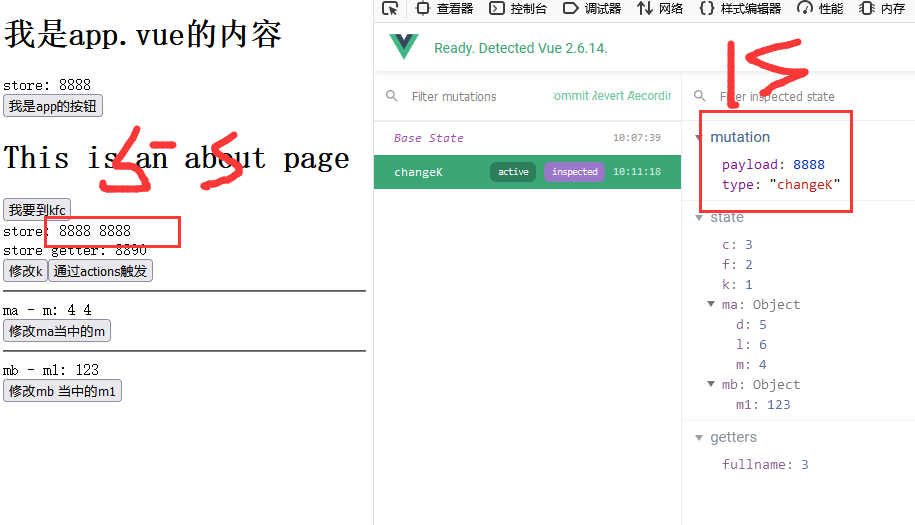 我是app.vue的内容
store: 8888
我是app的按钮
This is an about page
我要到kfc
store: 8888 8888
store getter: 8890
修改k 通过actions触发
ma - m: 4 4
修改ma当中的m
mb - m1: 123
修改mb 当中的m1
查看器 控制台 调试器 网络 样式编辑器 性能 内存
Ready. Detected Vue 2.6.14.
Filter mutations Commit Revert Recording
Base State 10:07:39
changeK active inspected 10:11:18
Filter inspected state
mutation
payload: 8888
type: "changeK"
state
c: 3
f: 2
k: 1
ma: Object
d: 5
l: 6
m: 4
mb: Object
m1: 123
getters
fullname: 3